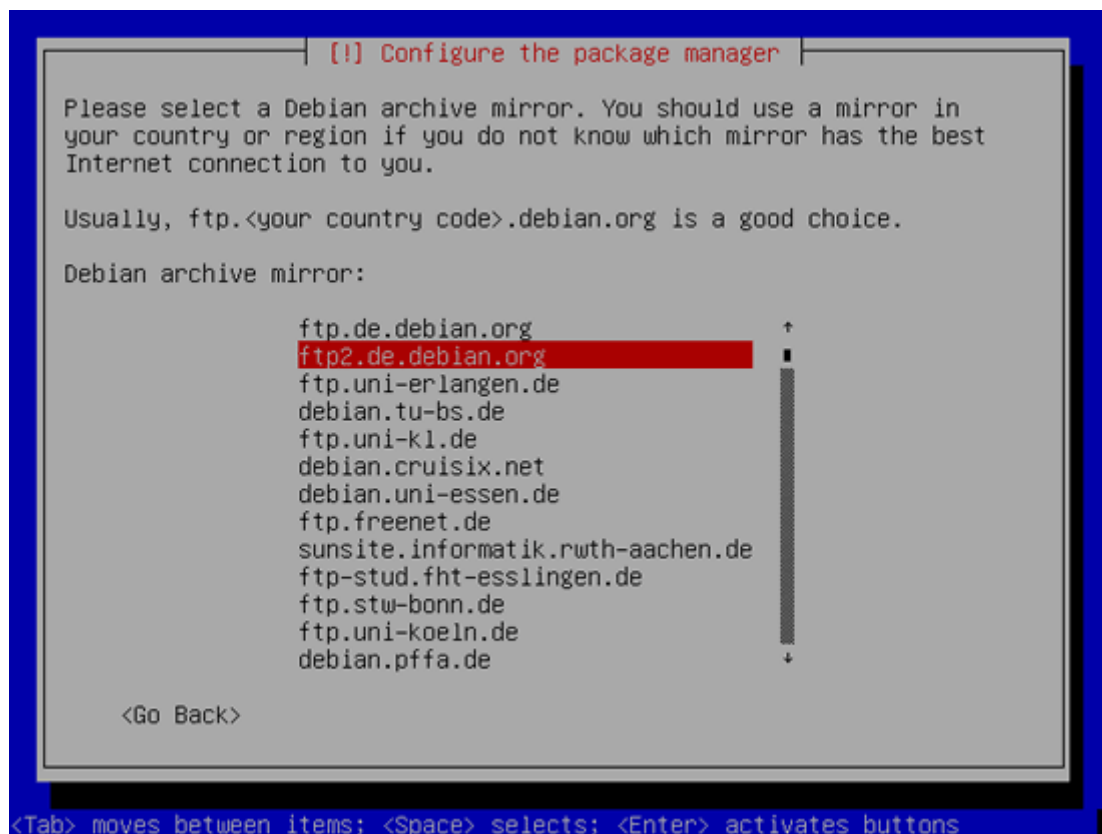 [!] Configure the package manager
Please select a Debian archive mirror. You should use a mirror in
your country or region if you do not know which mirror has the best
Internet connection to you.
Usually, ftp.<your country code>.debian.org is a good choice.
Debian archive mirror:
ftp.de.debian.org
ftp2.de.debian.org
ftp.uni-erlangen.de
debian.tu-bs.de
ftp.uni-kl.de
debian.cruisix.net
debian.uni-essen.de
ftp.freenet.de
sunsite.informatik.rwth-aachen.de
ftp-stud.fht-esslingen.de
ftp.stw-bonn.de
ftp.uni-koeln.de
debian.pffa.de
<Go Back>
<Tab> moves between items; <Space> selects; <Enter> activates buttons